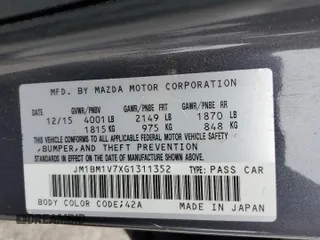 MFD. BY MAZDA MOTOR CORPORATION
GVWR/PNBV GAWR/PNBE FRT GAWR/PNBE RR
12/15 4001 LB 2149 LB 1870 LB
1815 KG 975 KG 848 KG
THIS VEHICLE CONFORMS TO ALL APPLICABLE FEDERAL MOTOR VEHICLE SAFETY
,BUMPER,AND THEFT PREVENTION
STANDARDS IN EFFECT ON THE DATE OF MANUFACTURE SHOWN ABOVE.
JM1BM1V7XG1311352 TYPE: PASS CAR
BODY COLOR CODE;42A MADE IN JAPAN